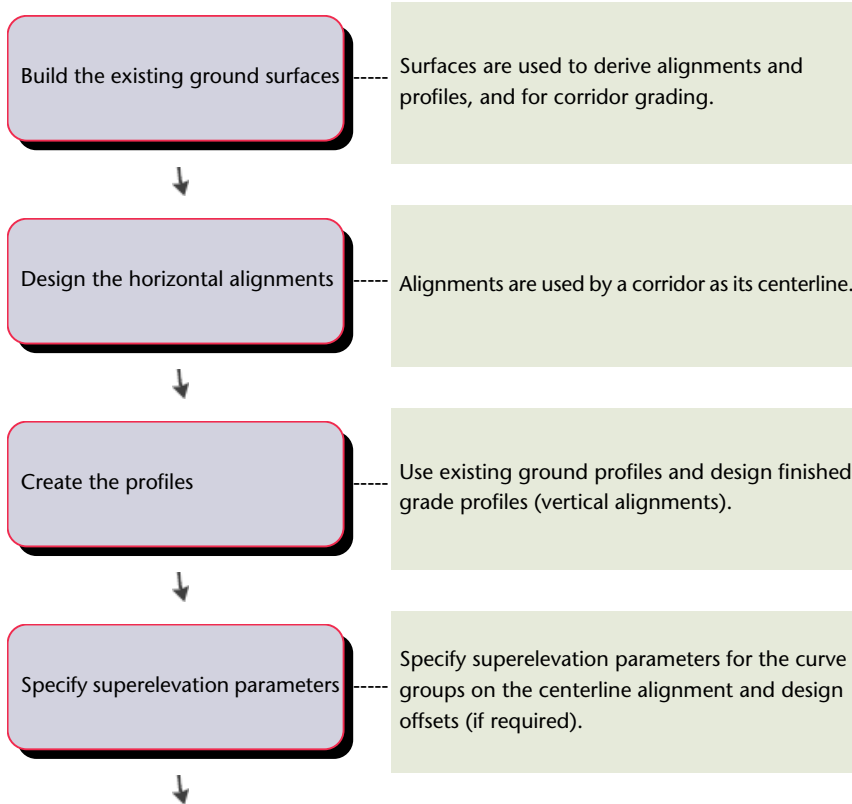 Build the existing ground surfaces
Surfaces are used to derive alignments and
profiles, and for corridor grading.
Design the horizontal alignments
Alignments are used by a corridor as its centerline.
Create the profiles
Use existing ground profiles and design finished
grade profiles (vertical alignments).
Specify superelevation parameters
Specify superelevation parameters for the curve
groups on the centerline alignment and design
offsets (if required).